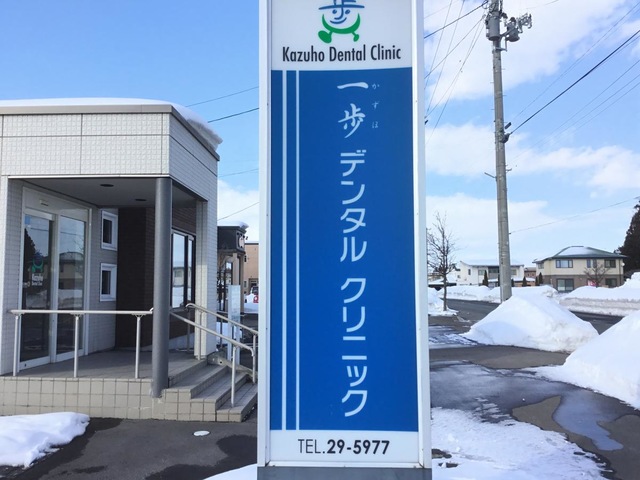 Kazuho Dental Clinic
一歩 デンタル クリニック
かずほ
TEL.29-5977